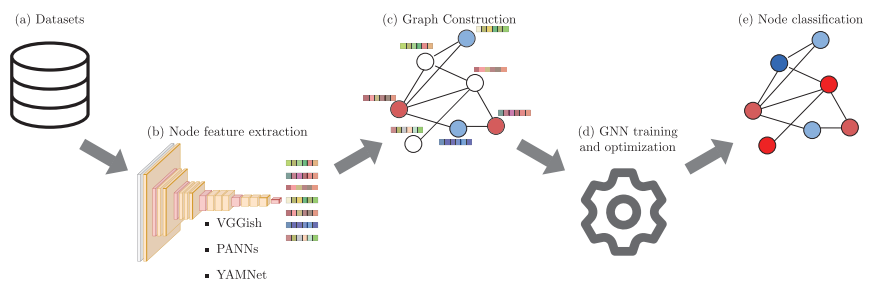 (a) Datasets
(b) Node feature extraction
▪ VGGish
▪ PANNs
▪ YAMNet
(c) Graph Construction
(d) GNN training
and optimization
(e) Node classification